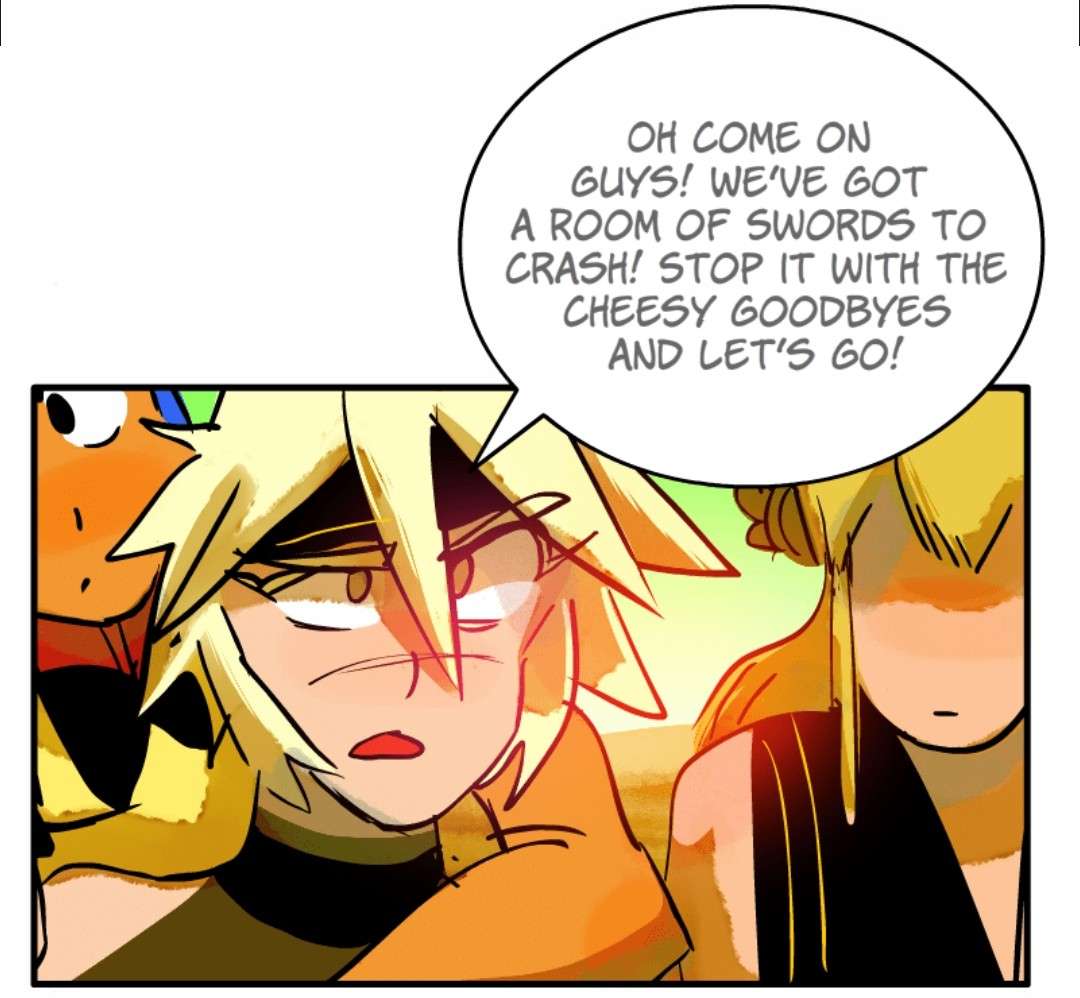 OH COME ON
GUYS! WE'VE GOT
A ROOM OF SWORDS TO
CRASH! STOP IT WITH THE
CHEESY GOODBYES
AND LET'S GO!